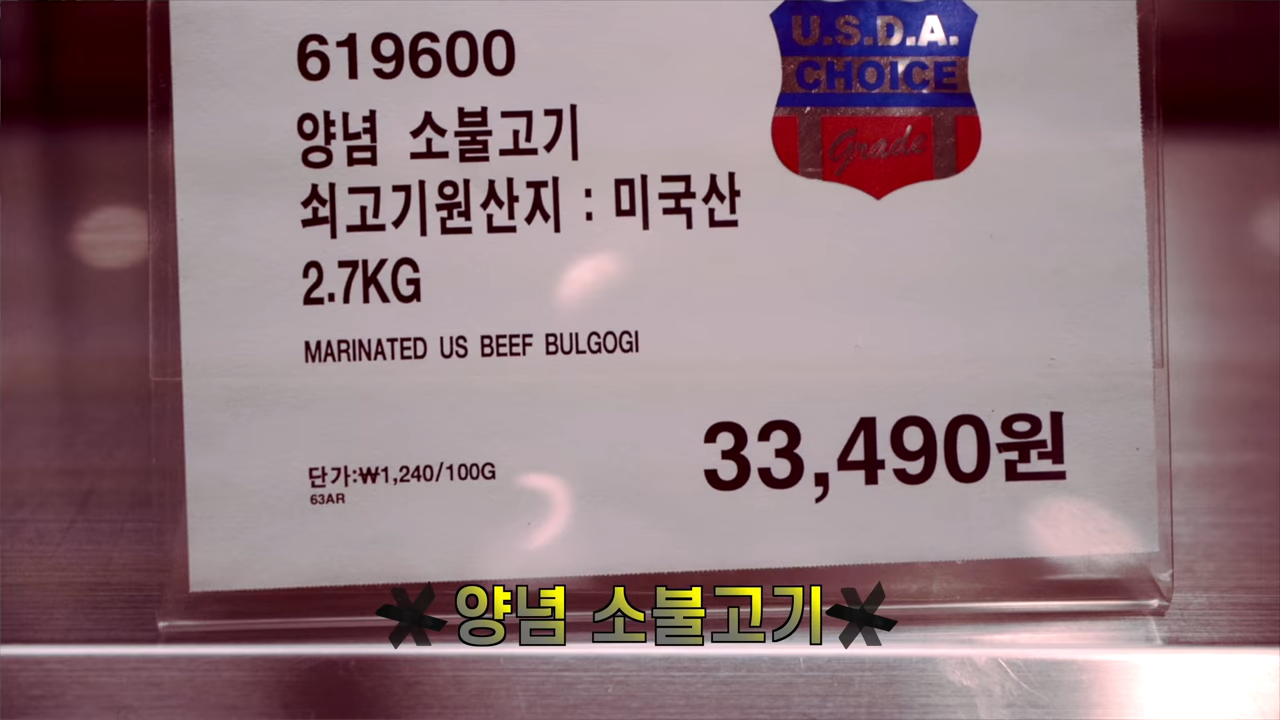 U.S.D.A.
CHOICE
Grade
619600
양념 소불고기
쇠고기원산지 : 미국산
2.7KG
MARINATED US BEEF BULGOGI
33,490원
단가:₩1,240/100G
63AR
양념 소불고기